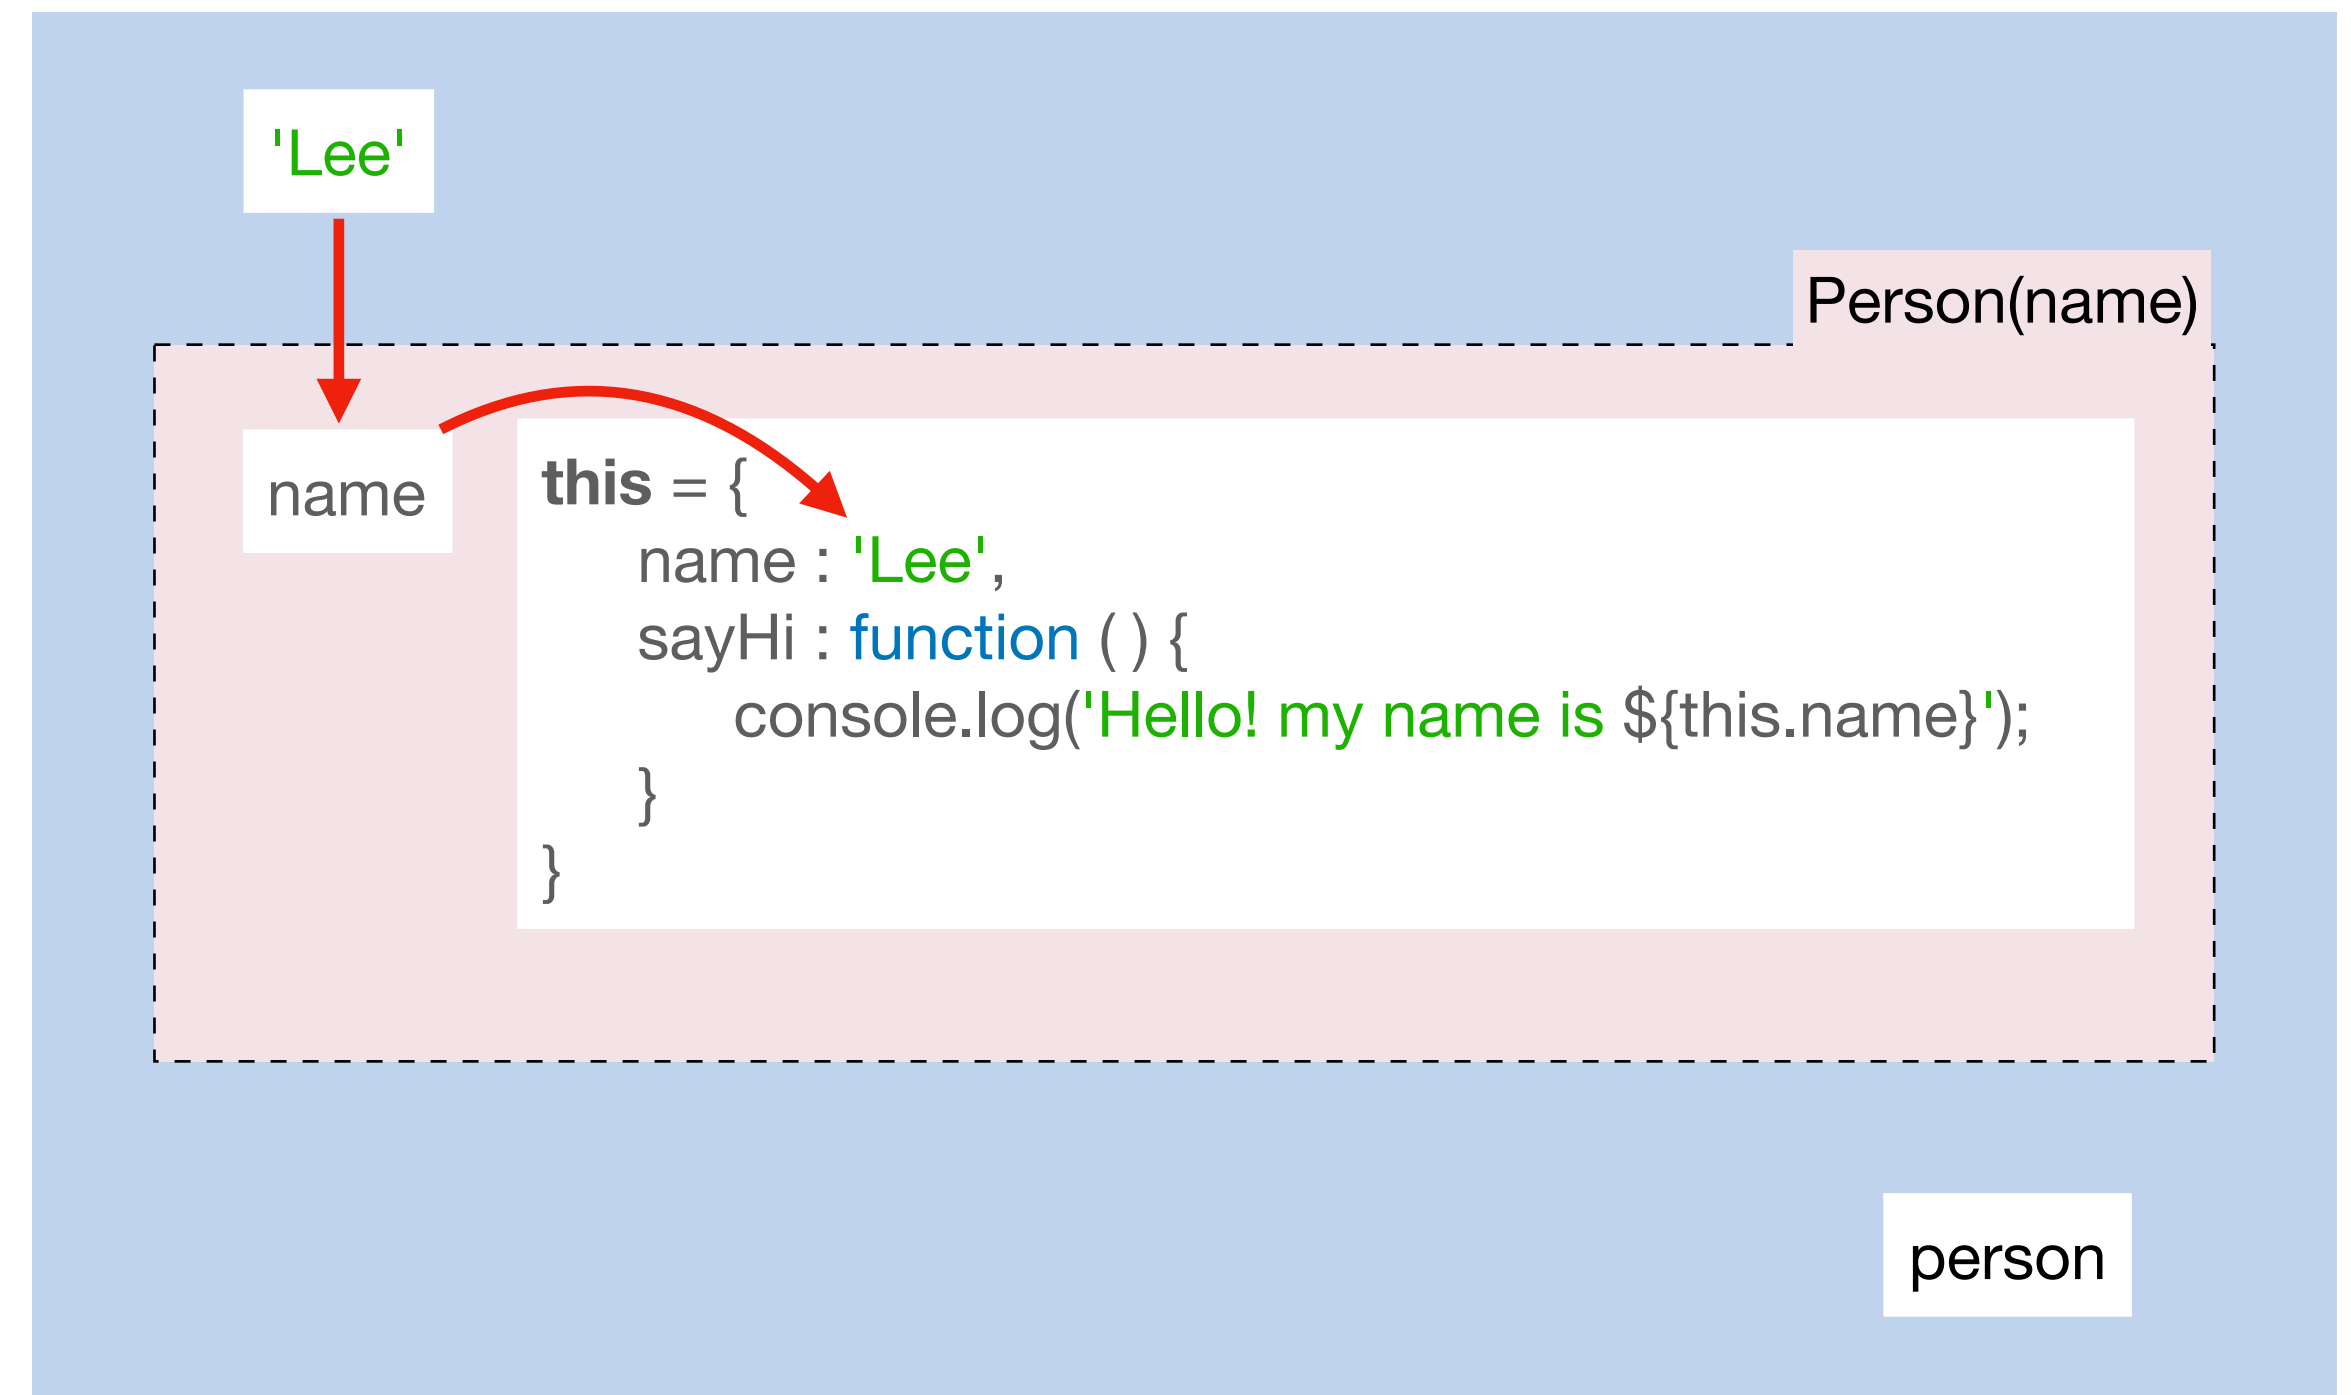 'Lee'
Person(name)
name
this = {
name : 'Lee',
sayHi : function ( ) {
console.log('Hello! my name is ${this.name}');
}
}
person